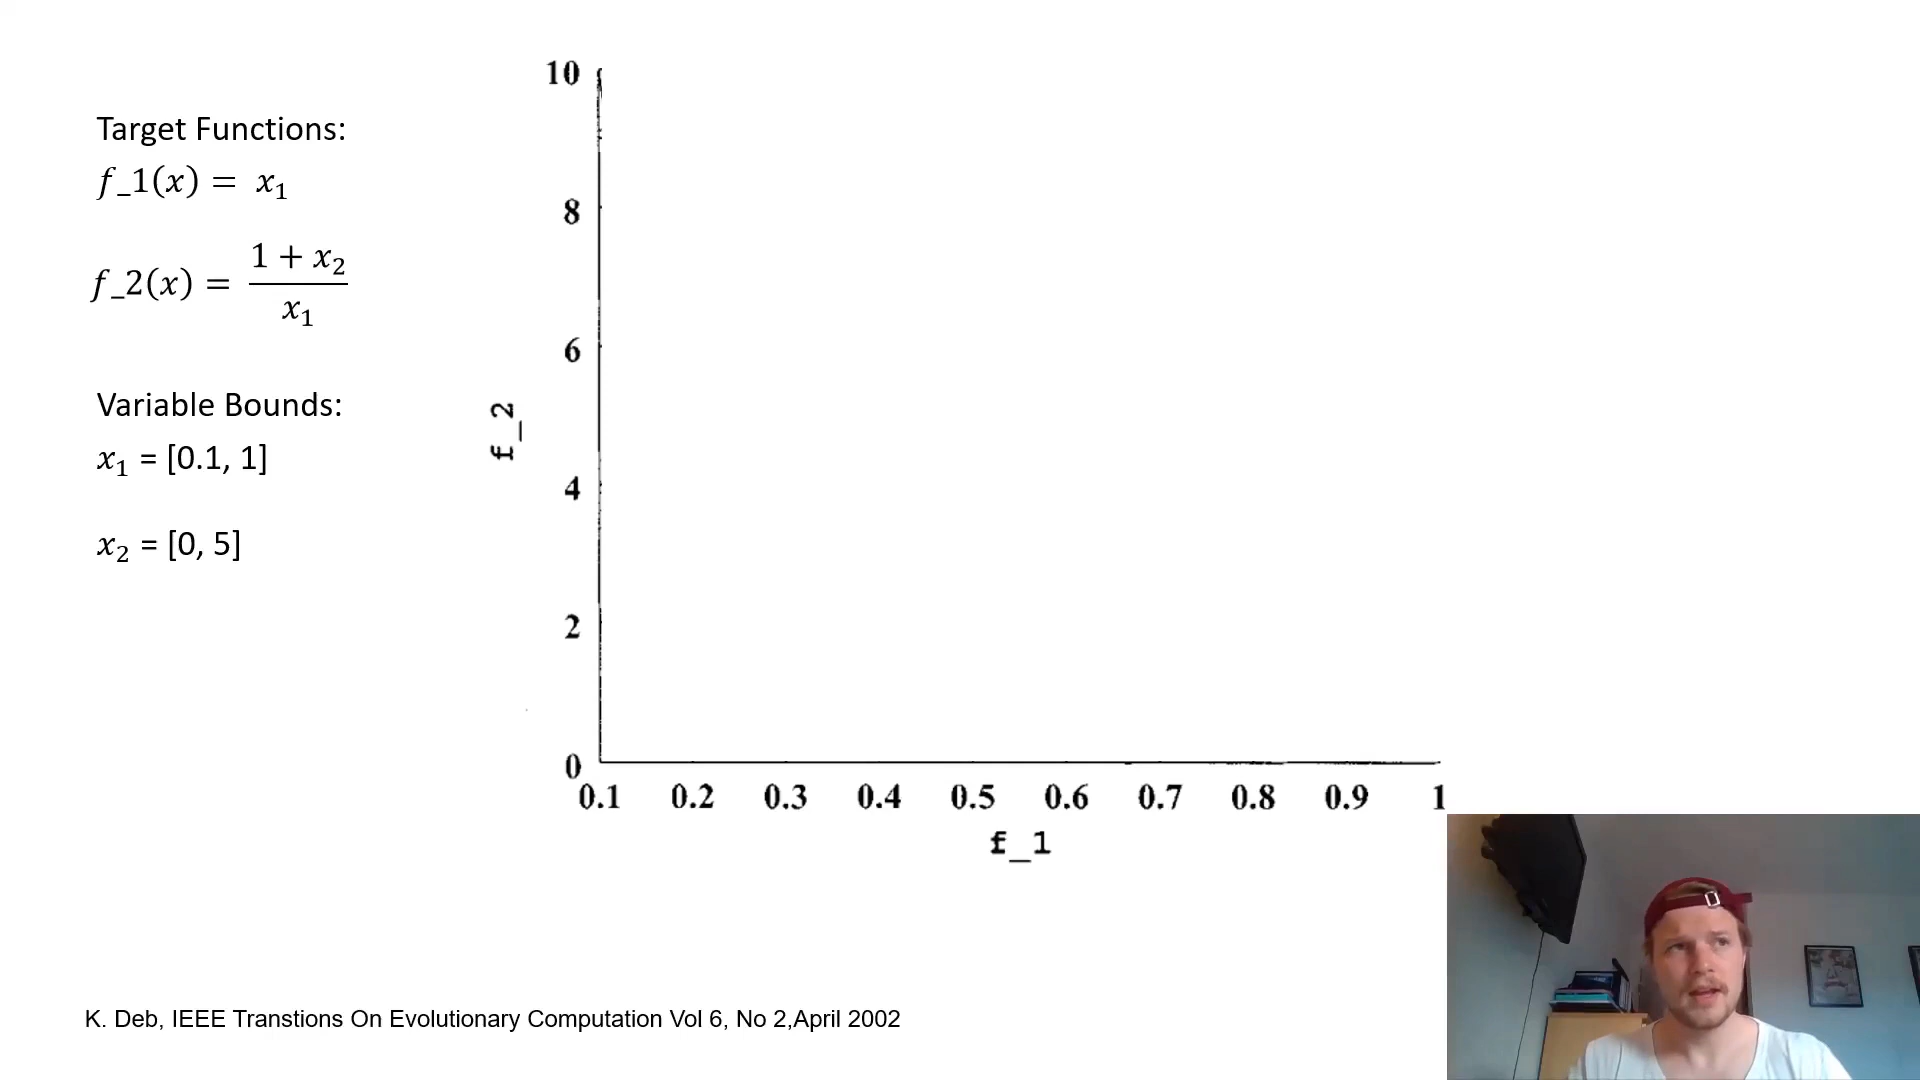 Target Functions:
f_1(x) = x₁
f_2(x) = (1 + x₂)/x₁
Variable Bounds:
x₁ = [0.1, 1]
x₂ = [0, 5]
10
8
6
4
2
0
f_2
0.1 0.2 0.3 0.4 0.5 0.6 0.7 0.8 0.9 1
f_1
K. Deb, IEEE Transtions On Evolutionary Computation Vol 6, No 2,April 2002